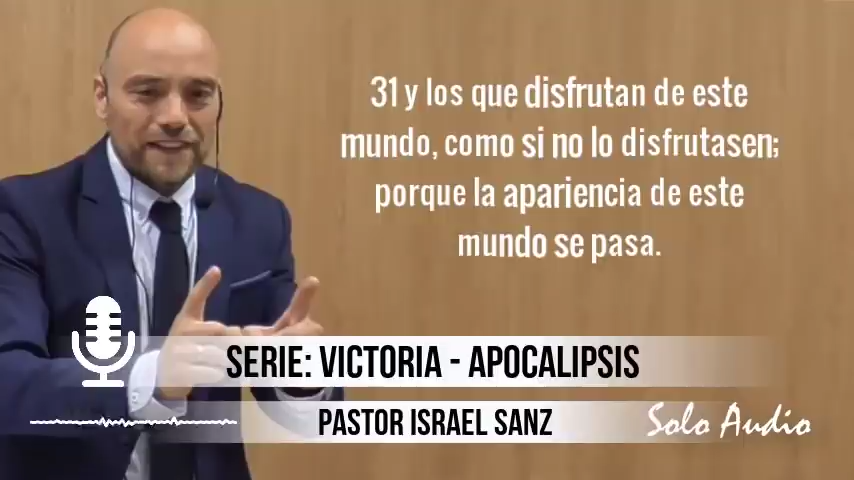 31 y los que disfrutan de este
mundo, como si no lo disfrutasen;
porque la apariencia de este
mundo se pasa.
SERIE: VICTORIA - APOCALIPSIS
PASTOR ISRAEL SANZ
Solo Audio